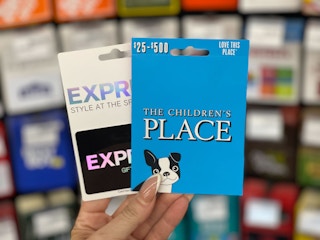 EXPR
STYLE AT THE SP
EXPR
GIF
$25-$500
LOVE THIS
PLACE
THE CHILDREN'S
PLACE